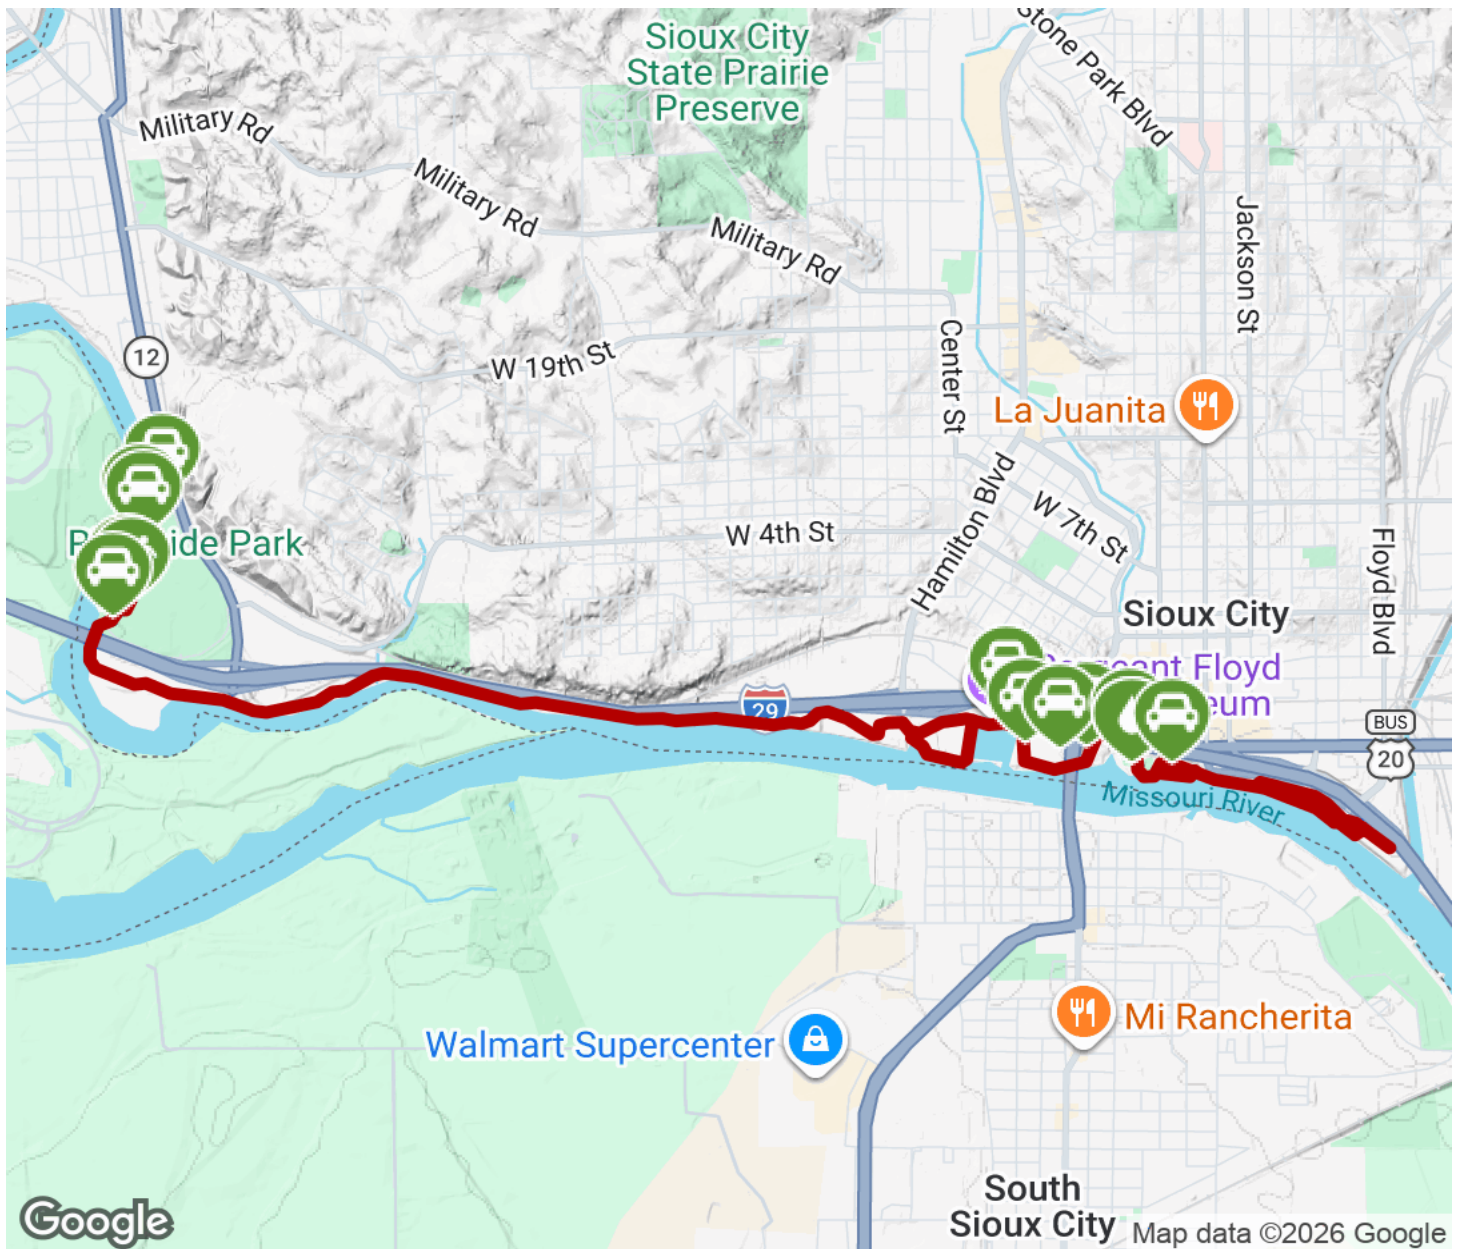 Sioux City
State Prairie
Preserve
Stone Park Blvd
Military Rd
Military Rd
Military Rd
Jackson St
12
W 19th St
Center St
La Juanita
Hamilton Blvd
W 7th St
W 4th St
Floyd Blvd
ide Park
Sioux City
Floyd
eum
29
BUS
20
Missouri River
Walmart Supercenter
Mi Rancherita
South
Sioux City
Google
Map data ©2026 Google